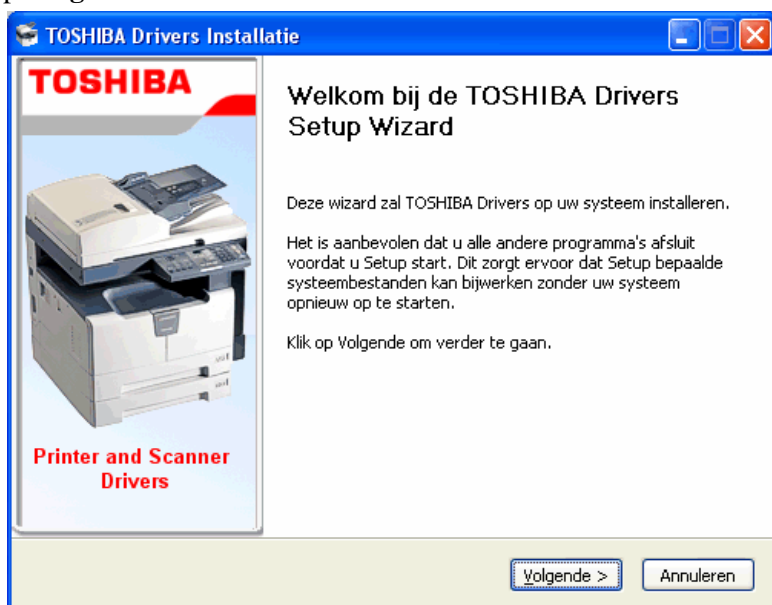 TOSHIBA Drivers Installatie
TOSHIBA
Printer and Scanner
Drivers
Welkom bij de TOSHIBA Drivers
Setup Wizard
Deze wizard zal TOSHIBA Drivers op uw systeem installeren.
Het is aanbevolen dat u alle andere programma's afsluit
voordat u Setup start. Dit zorgt ervoor dat Setup bepaalde
systeembestanden kan bijwerken zonder uw systeem
opnieuw op te starten.
Klik op Volgende om verder te gaan.
Volgende >
Annuleren